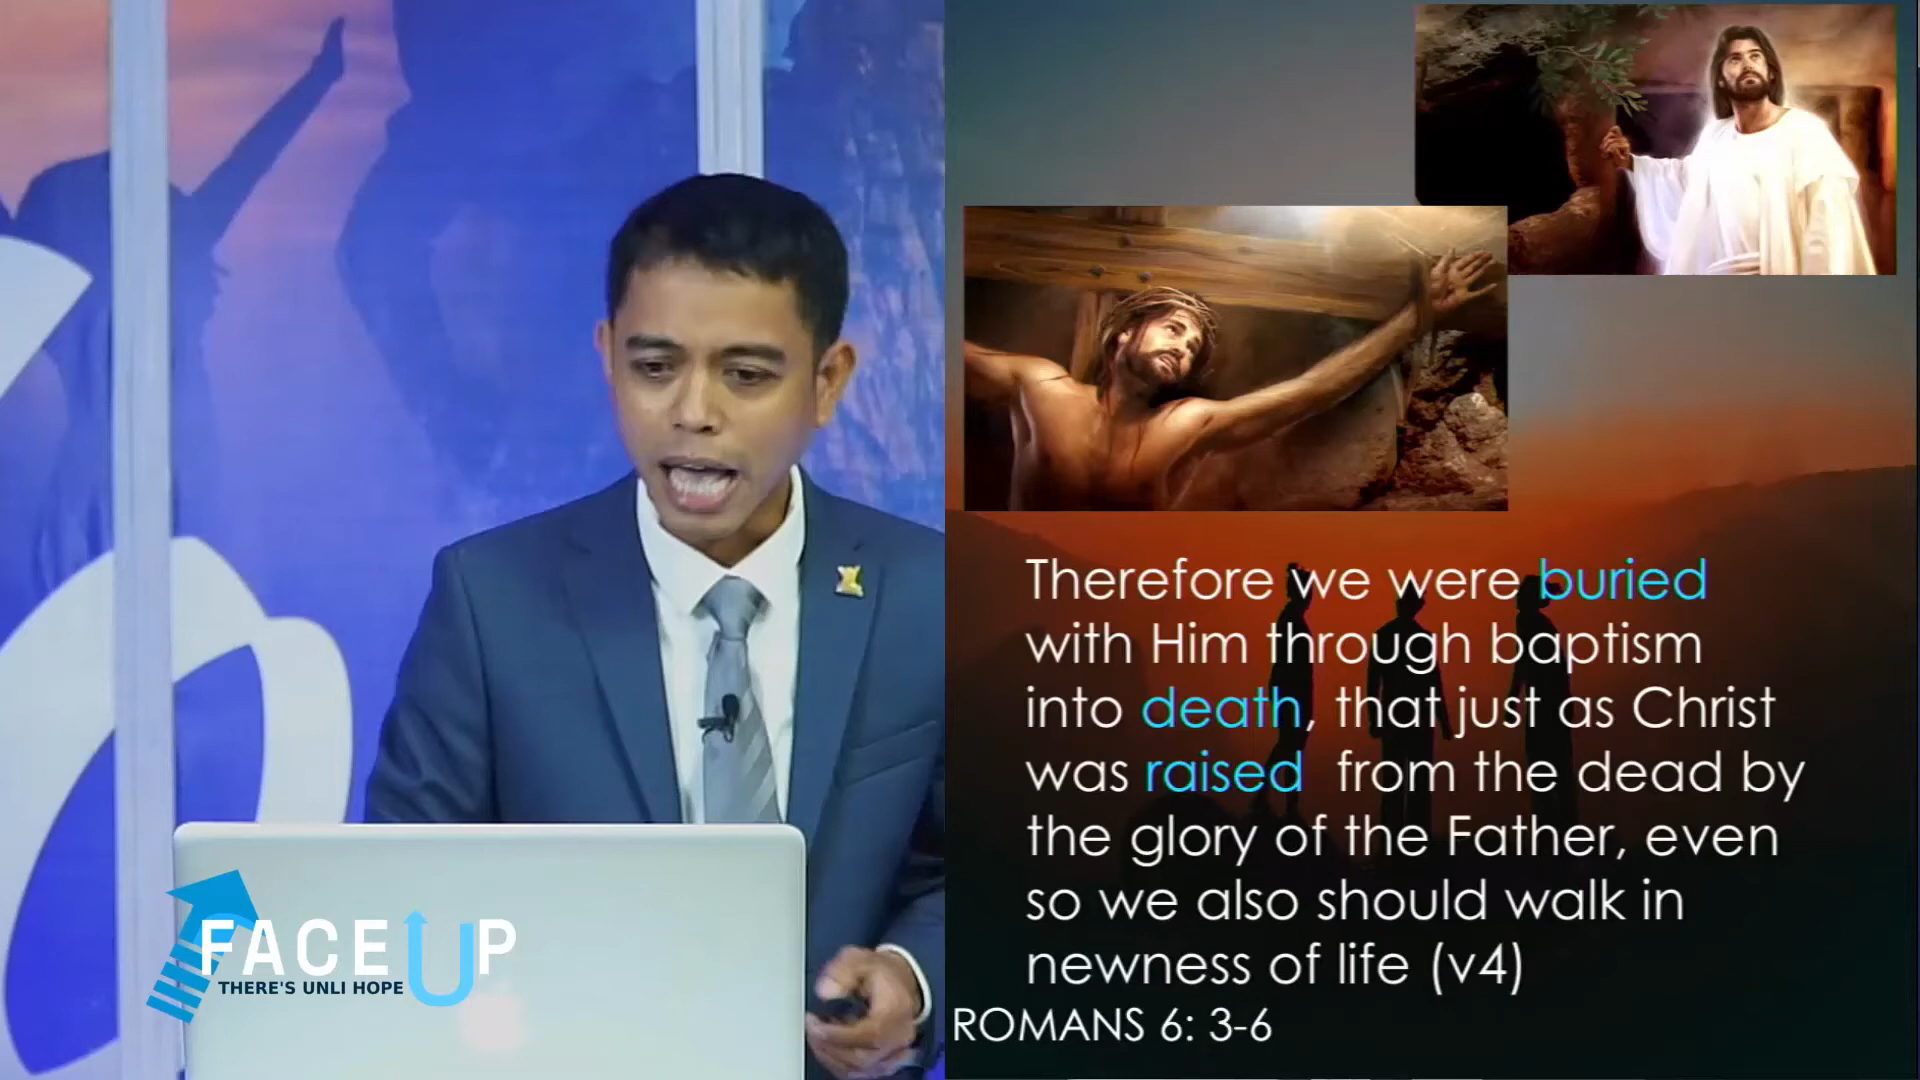 FACE UP
THERE'S UNLI HOPE
Therefore we were buried
with Him through baptism
into death, that just as Christ
was raised from the dead by
the glory of the Father, even
so we also should walk in
newness of life (v4)
ROMANS 6: 3-6